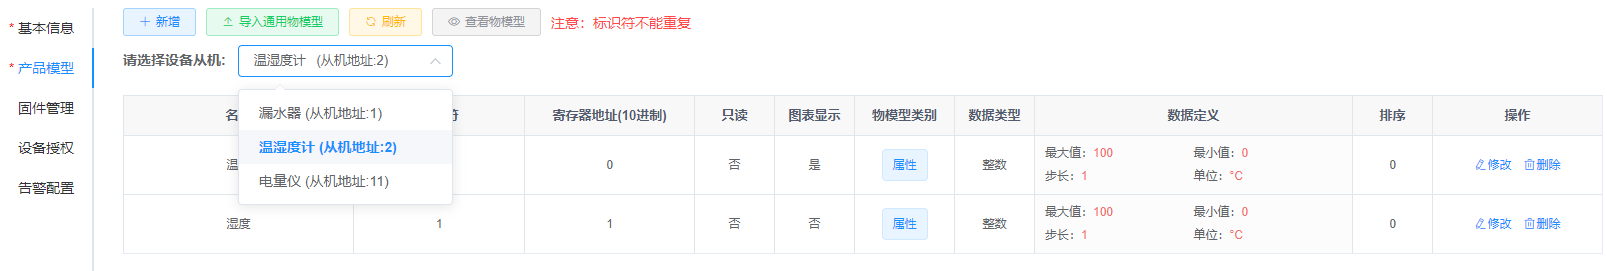 * 基本信息
* 产品模型
固件管理
设备授权
告警配置
新增 导入通用物模型 刷新 查看物模型 注意：标识符不能重复
请选择设备从机： 温湿度计 (从机地址:2)
漏水器 (从机地址:1)
温湿度计 (从机地址:2)
电量仪 (从机地址:11)
名 符 寄存器地址(10进制) 只读 图表显示 物模型类别 数据类型 数据定义 排序 操作
温 0 否 是 属性 整数 最大值：100 最小值：0 0 修改 删除
步长：1 单位：°C
湿度 1 1 否 否 属性 整数 最大值：100 最小值：0 0 修改 删除
步长：1 单位：°C